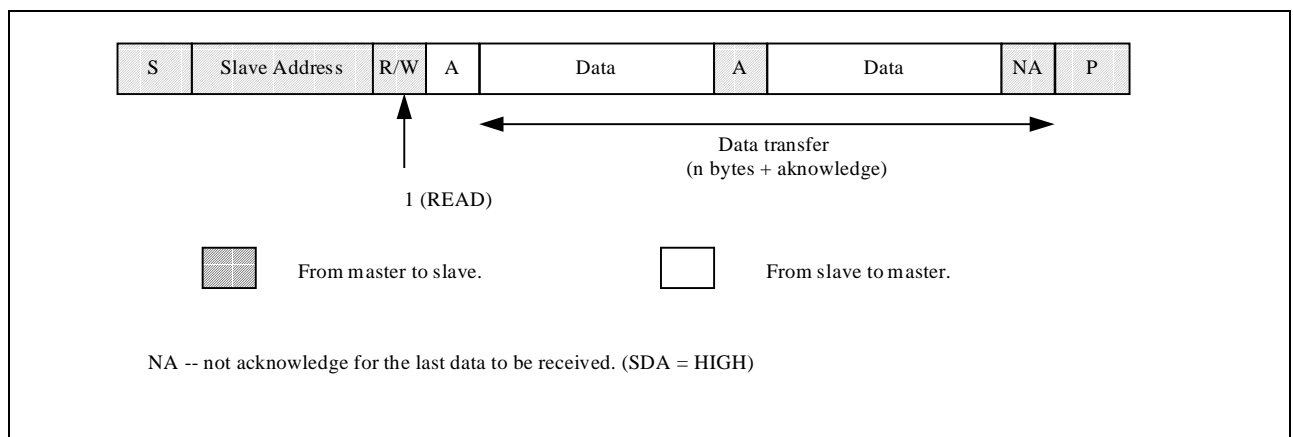 S Slave Address R/W A Data A Data NA P
Data transfer
(n bytes + aknowledge)
1 (READ)
From master to slave. From slave to master.
NA -- not acknowledge for the last data to be received. (SDA = HIGH)